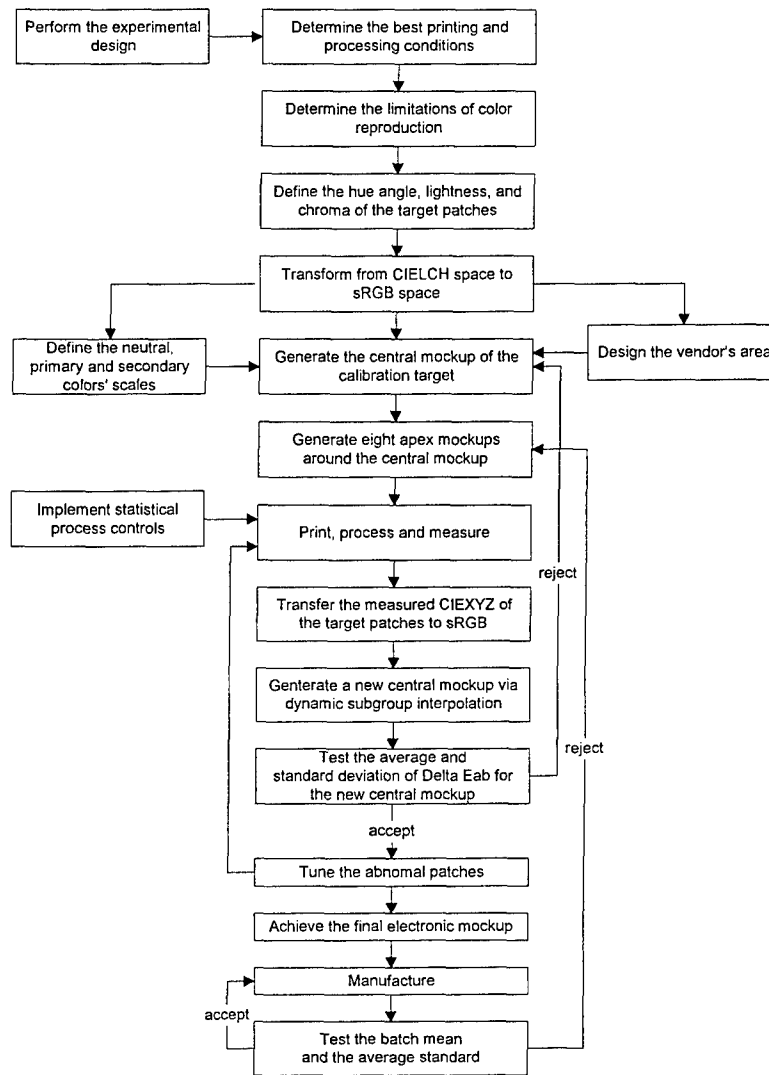 Perform the experimental
design
Determine the best printing and
processing conditions
Determine the limitations of color
reproduction
Define the hue angle, lightness, and
chroma of the target patches
Transform from CIELCH space to
sRGB space
Define the neutral,
primary and secondary
colors' scales
Generate the central mockup of the
calibration target
Design the vendor's area
Generate eight apex mockups
around the central mockup
Implement statistical
process controls
Print, process and measure
reject
Transfer the measured CIEXYZ of
the target patches to sRGB
Genterate a new central mockup via
dynamic subgroup interpolation
reject
Test the average and
standard deviation of Delta Eab for
the new central mockup
accept
Tune the abnomal patches
Achieve the final electronic mockup
Manufacture
accept
Test the batch mean
and the average standard